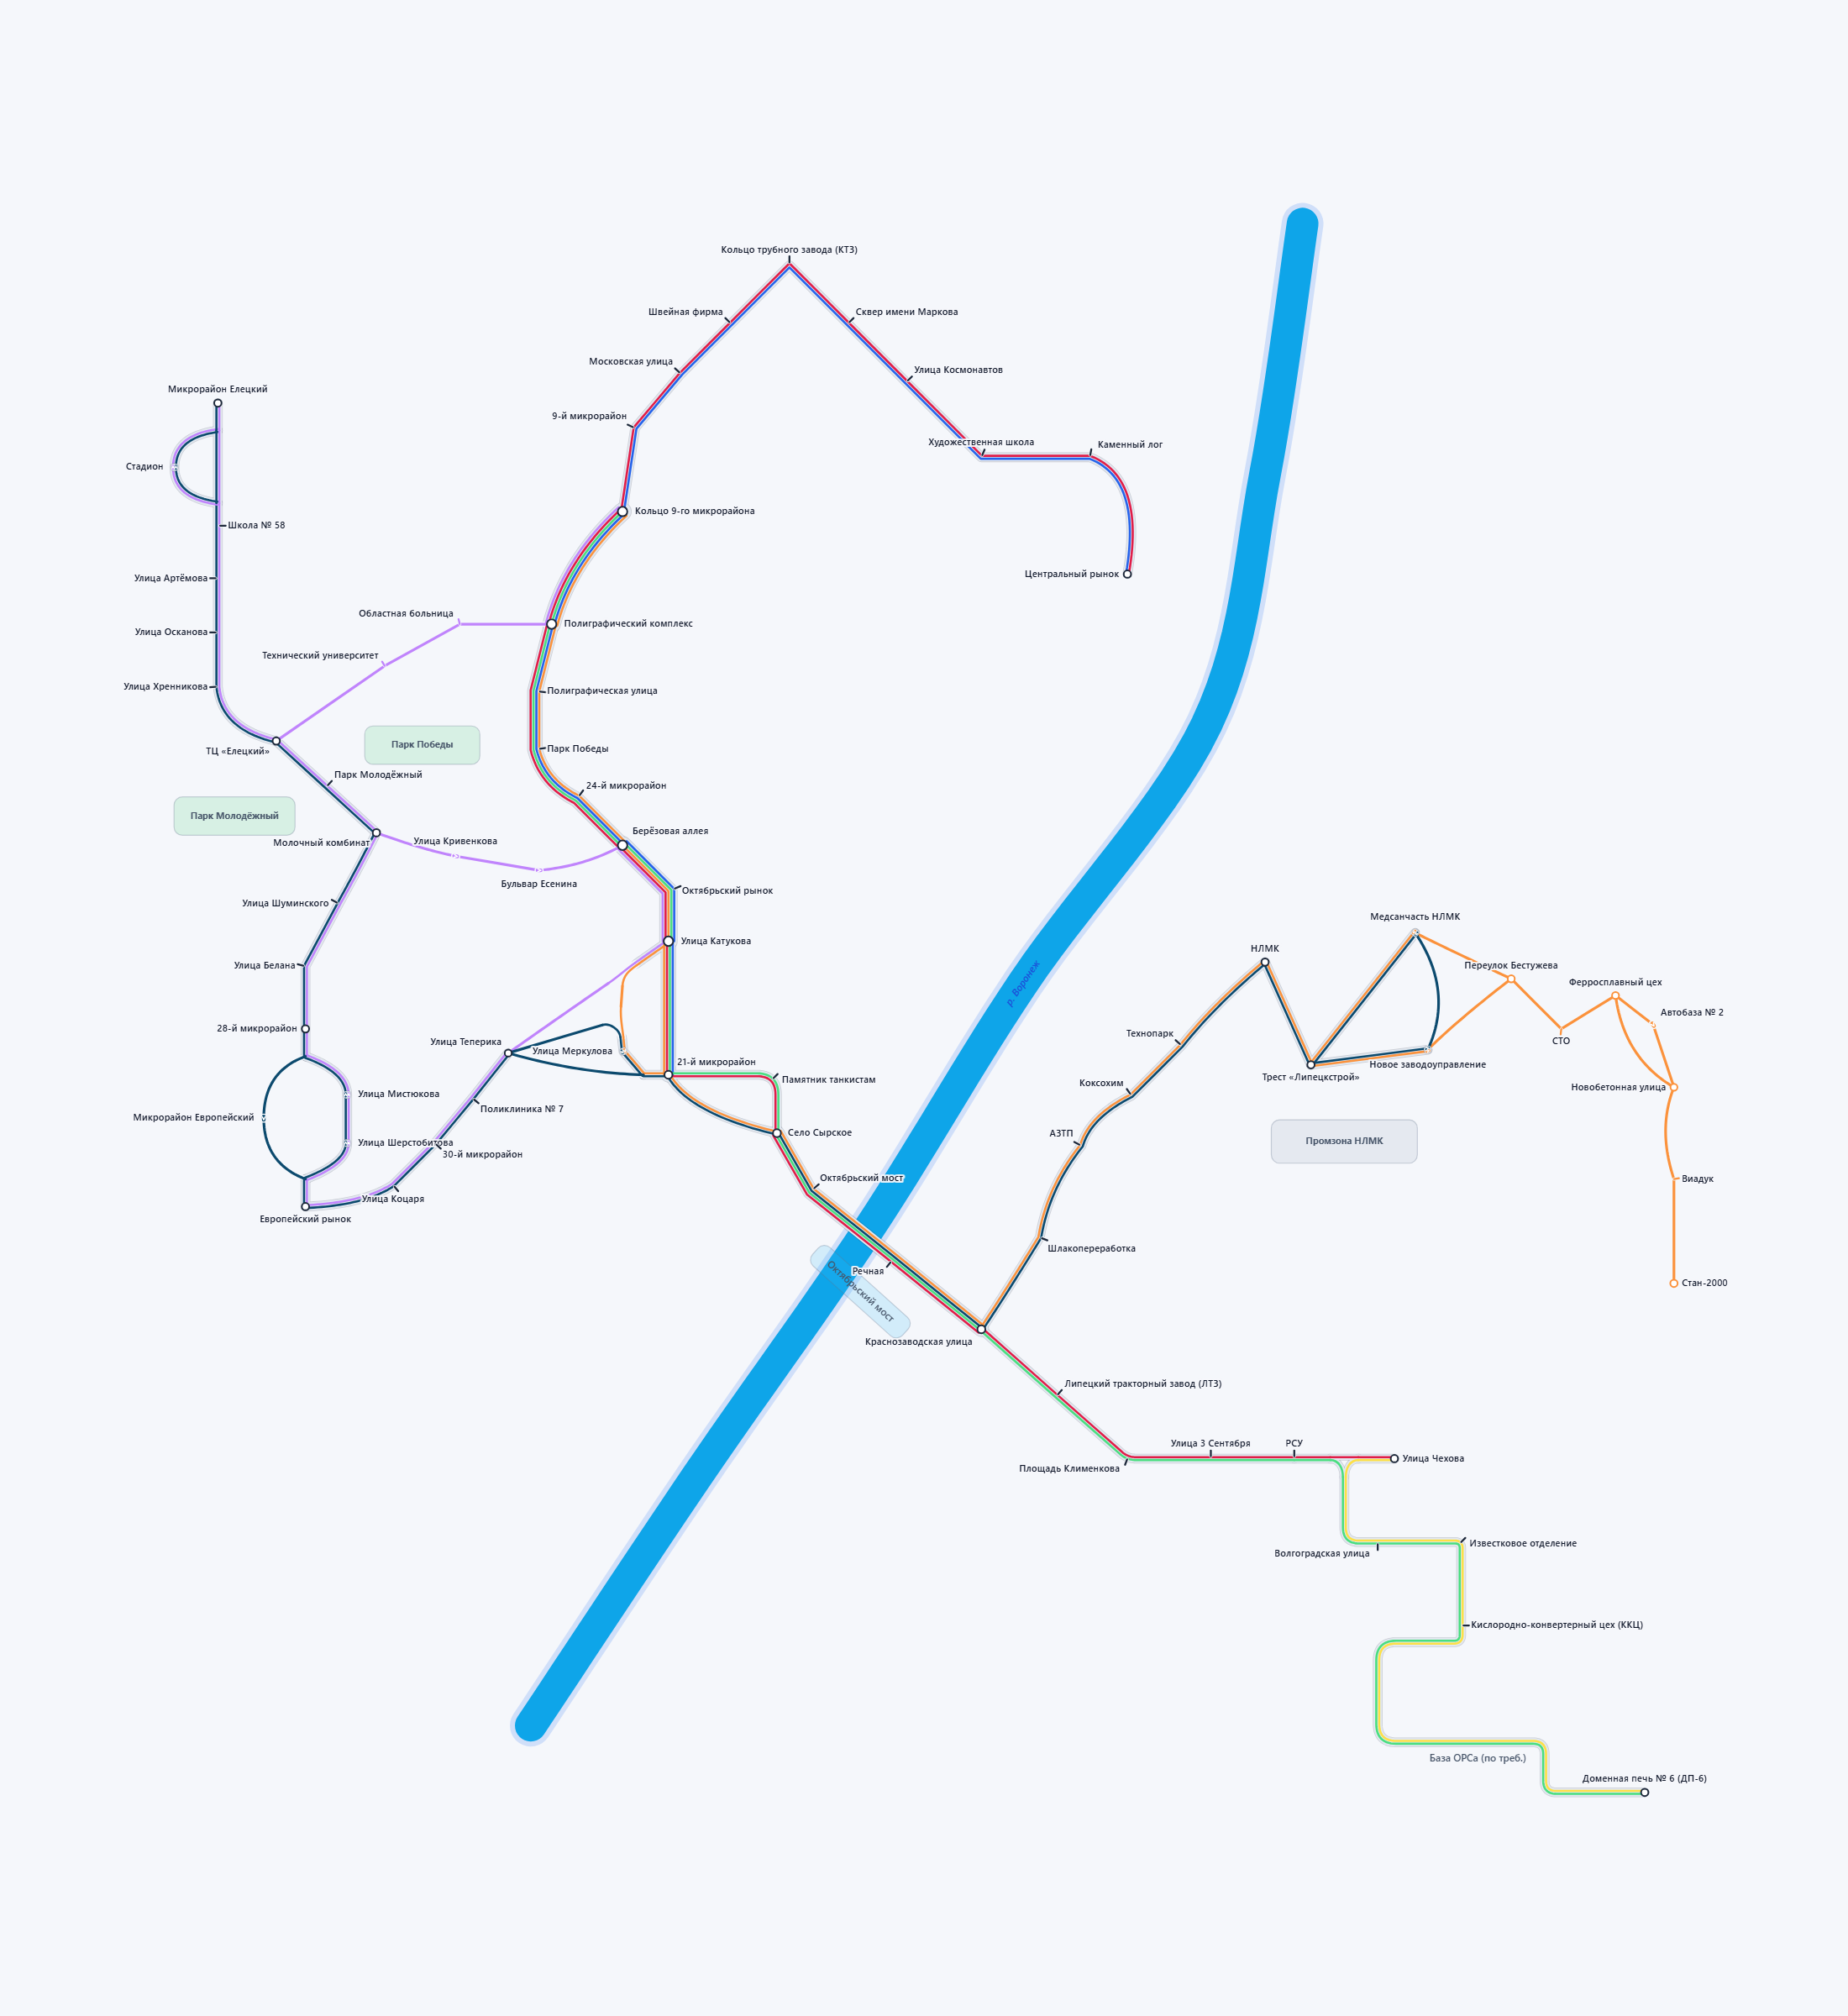 Кольцо трубного завода (КТЗ)
Швейная фирма
Сквер имени Маркова
Московская улица
Улица Космонавтов
Микрорайон Елецкий
9-й микрорайон
Художественная школа
Каменный лог
Стадион
Кольцо 9-го микрорайона
Школа № 58
Центральный рынок
Улица Артёмова
Областная больница
Полиграфический комплекс
Улица Осканова
Технический университет
Улица Хренникова
Полиграфическая улица
Парк Победы
ТЦ «Елецкий»
Парк Победы
Парк Молодёжный
24-й микрорайон
Парк Молодёжный
Берёзовая аллея
Молочный комбинат
Улица Кривенкова
Бульвар Есенина
Октябрьский рынок
Улица Шуминского
Медсанчасть НЛМК
Улица Катукова
НЛМК
Улица Белана
Переулок Бестужева
р. Воронеж
Ферросплавный цех
Автобаза № 2
28-й микрорайон
Технопарк
СТО
Улица Теперика
Улица Меркулова
21-й микрорайон
Новое заводоуправление
Трест «Липецкстрой»
Памятник танкистам
Коксохим
Новобетонная улица
Улица Мистюкова
Поликлиника № 7
Микрорайон Европейский
Село Сырское
АЗТП
Промзона НЛМК
Улица Шерстобитова
30-й микрорайон
Октябрьский мост
Виадук
Улица Коцаря
Европейский рынок
Шлакопереработка
Речная
Октябрьский мост
Стан-2000
Краснозаводская улица
Липецкий тракторный завод (ЛТЗ)
Улица 3 Сентября
РСУ
Площадь Клименкова
Улица Чехова
Волгоградская улица
Известковое отделение
Кислородно-конвертерный цех (ККЦ)
База ОРСа (по треб.)
Доменная печь № 6 (ДП-6)